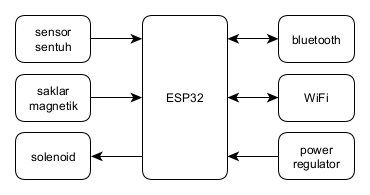 sensor
sentuh
saklar
magnetik
solenoid
ESP32
bluetooth
WiFi
power
regulator